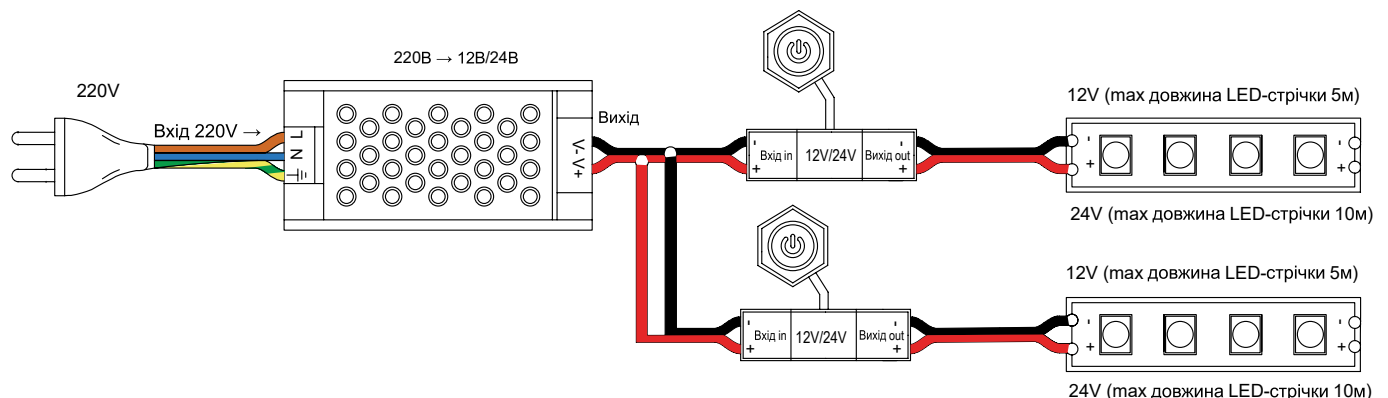 220В → 12В/24В
220V
Вхід 220V →
L
N
Вихід
V-
V+
12V (max довжина LED-стрічки 5м)
-
Вхід in
+
12V/24V
-
Вихід out
+
-
+
-
+
24V (max довжина LED-стрічки 10м)
12V (max довжина LED-стрічки 5м)
-
Вхід in
+
12V/24V
-
Вихід out
+
-
+
-
+
24V (max довжина LED-стрічки 10м)